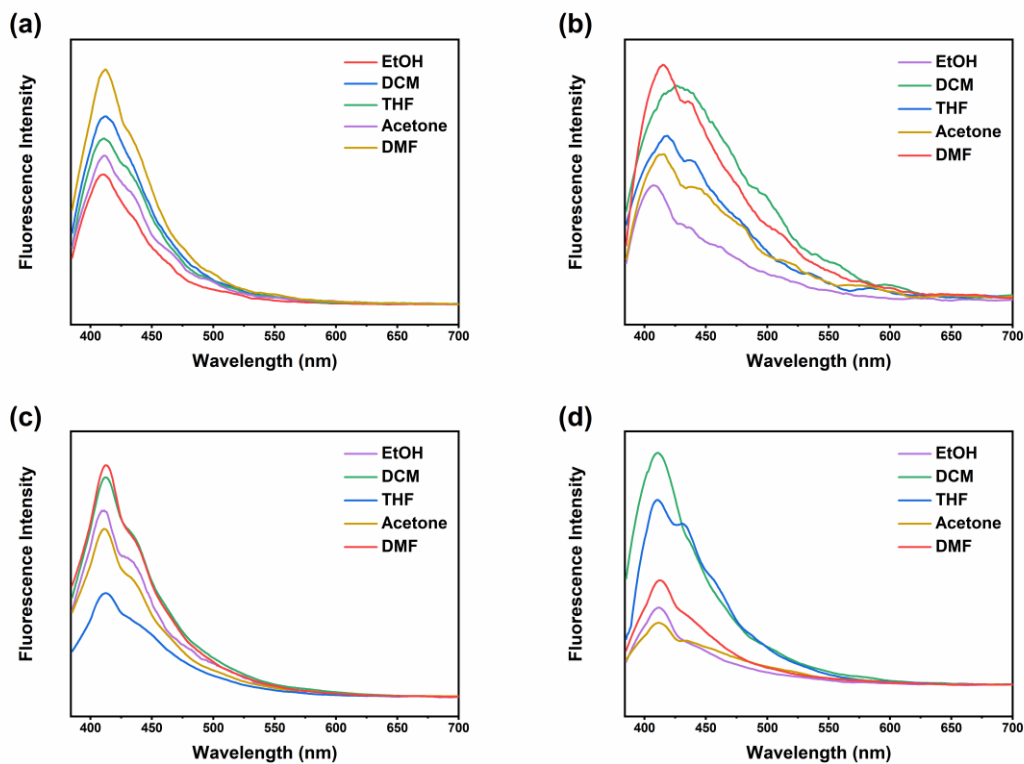 (a)
EtOH
DCM
THF
Acetone
DMF
Fluorescence Intensity
400 450 500 550 600 650 700
Wavelength (nm)
(b)
EtOH
DCM
THF
Acetone
DMF
Fluorescence Intensity
400 450 500 550 600 650 700
Wavelength (nm)
(c)
EtOH
DCM
THF
Acetone
DMF
Fluorescence Intensity
400 450 500 550 600 650 700
Wavelength (nm)
(d)
EtOH
DCM
THF
Acetone
DMF
Fluorescence Intensity
400 450 500 550 600 650 700
Wavelength (nm)